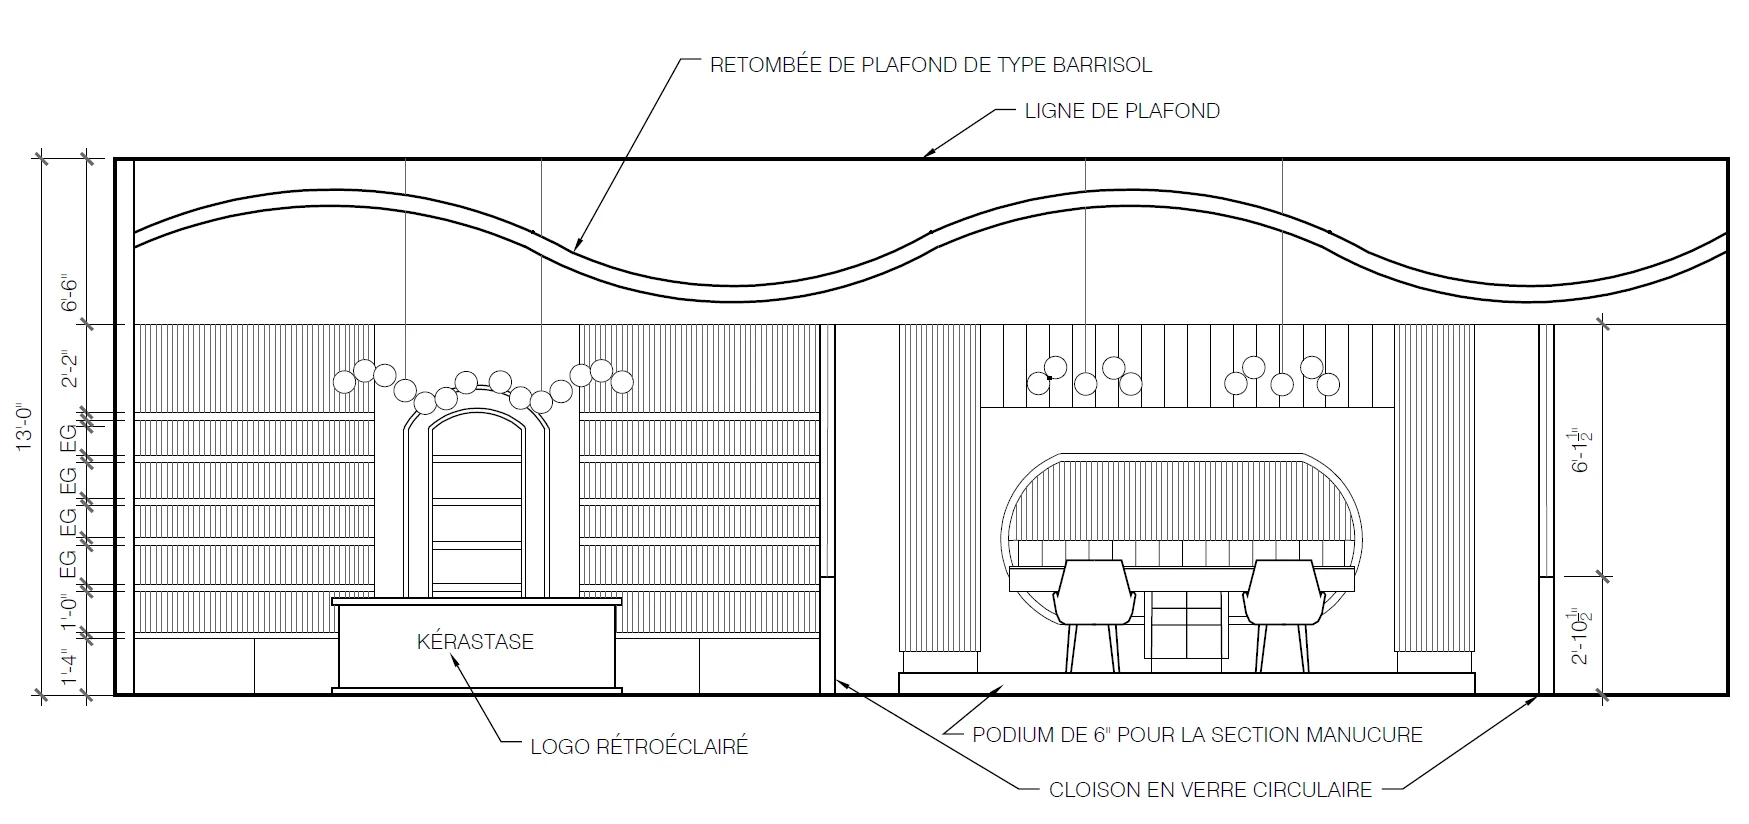 RETOMBÉE DE PLAFOND DE TYPE BARRISOL
LIGNE DE PLAFOND
13'-0"
6'-6"
2'-2"
EG
EG
EG
EG
1'-0"
1'-4"
6'-1 1/2"
2'-10 1/2"
KÉRASTASE
LOGO RÉTROÉCLAIRÉ
PODIUM DE 6" POUR LA SECTION MANUCURE
CLOISON EN VERRE CIRCULAIRE